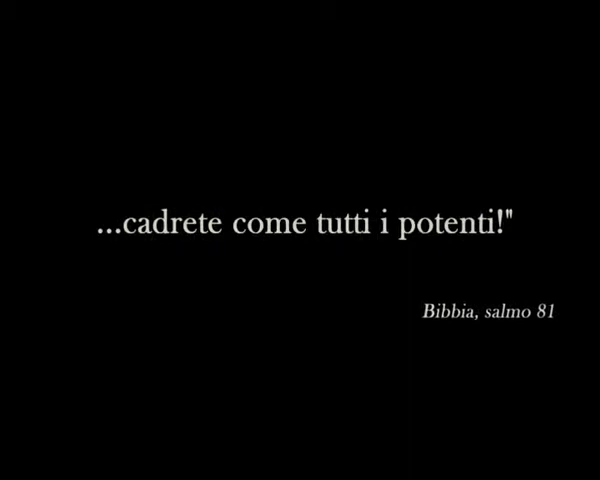 ...cadrete come tutti i potenti!"
Bibbia, salmo 81